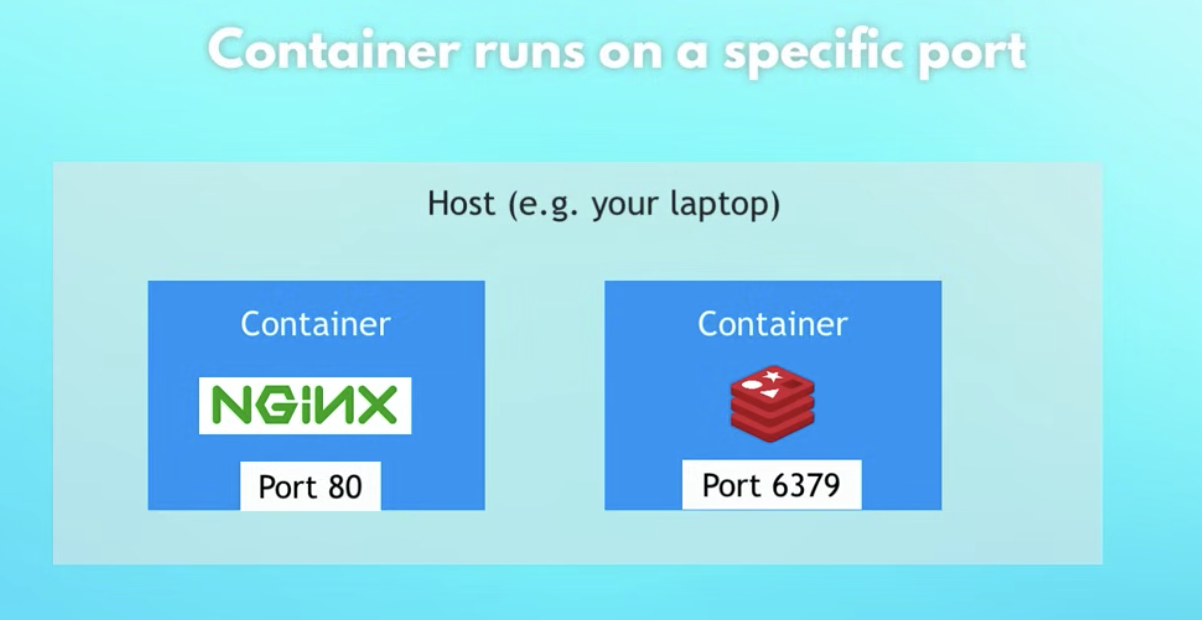 Container runs on a specific port
Host (e.g. your laptop)
Container
NGiNX
Port 80
Container
Port 6379